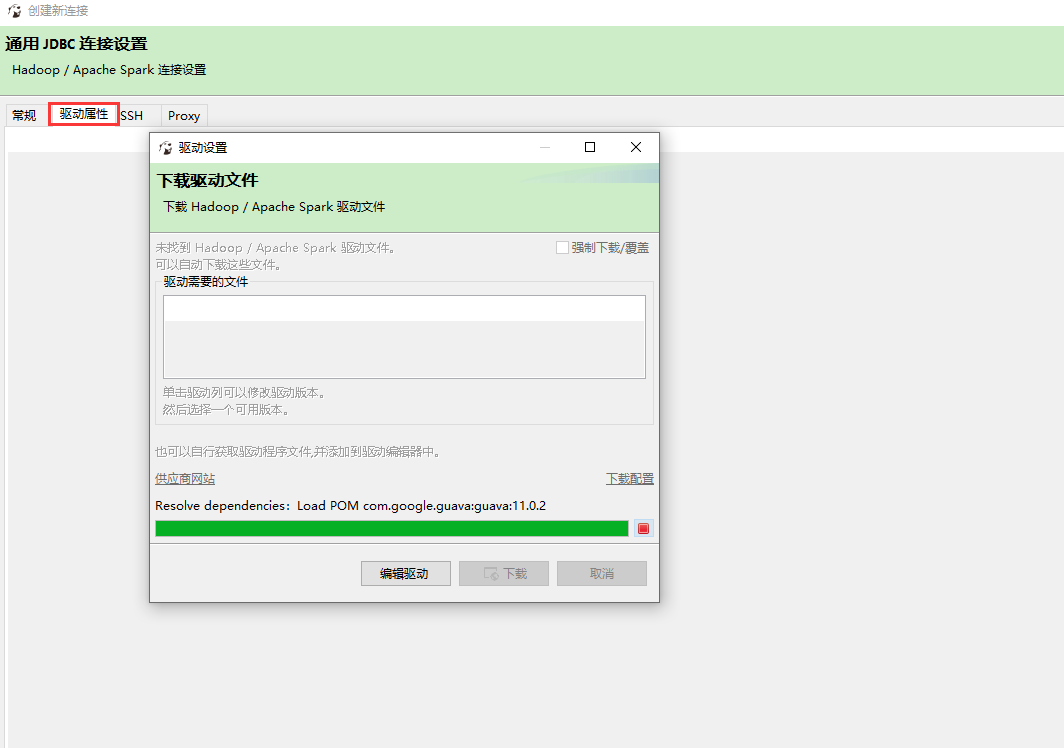 创建新连接
通用 JDBC 连接设置
Hadoop / Apache Spark 连接设置
常规 驱动属性 SSH Proxy
驱动设置
下载驱动文件
下载 Hadoop / Apache Spark 驱动文件
未找到 Hadoop / Apache Spark 驱动文件。 强制下载/覆盖
可以自动下载这些文件。
驱动需要的文件
单击驱动列可以修改驱动版本。
然后选择一个可用版本。
也可以自行获取驱动程序文件,并添加到驱动编辑器中。
供应商网站 下载配置
Resolve dependencies: Load POM com.google.guava:guava:11.0.2
编辑驱动 下载 取消